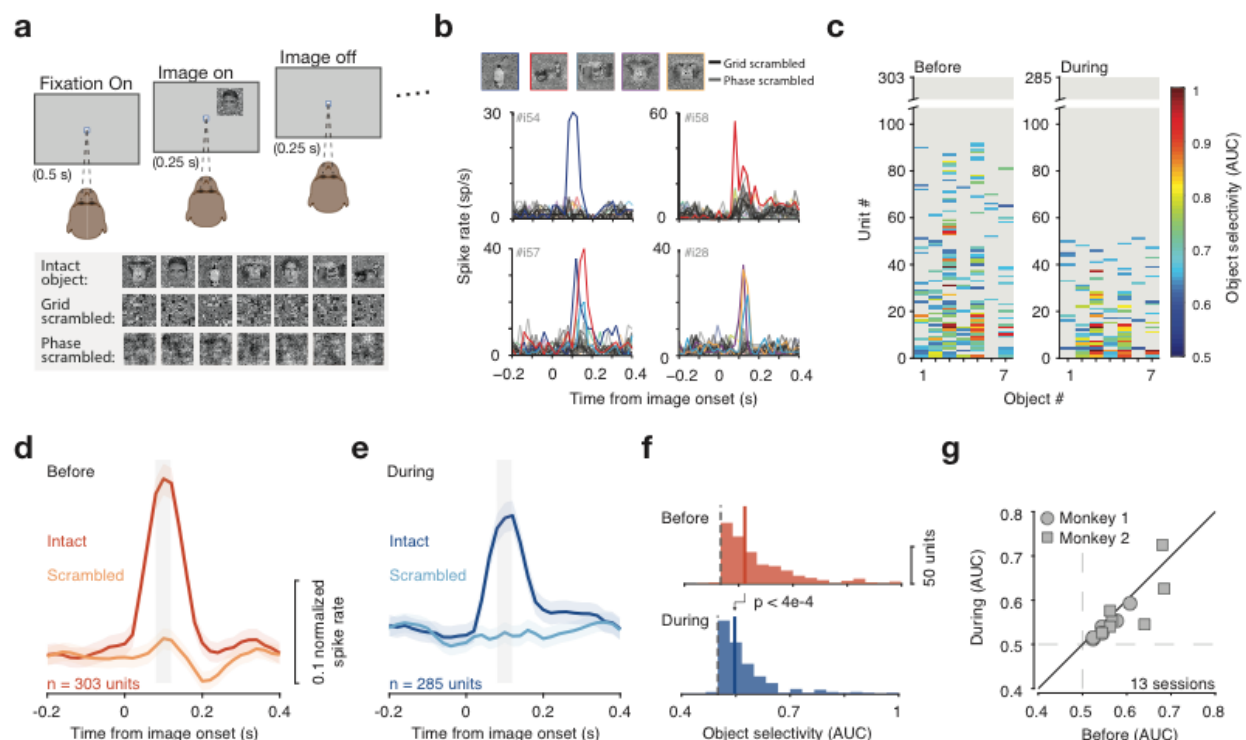 a
Fixation On
Image on
Image off
(0.5 s)
(0.25 s)
(0.25 s)
Intact
object:
Grid
scrambled:
Phase
scrambled:
b
Grid scrambled
Phase scrambled
30
0
#i54
60
0
#i58
40
0
#i57
40
0
#i28
Spike rate (sp/s)
−0.2 0 0.2 0.4
−0.2 0 0.2 0.4
Time from image onset (s)
c
Before
During
303
100
80
60
40
20
0
285
100
80
60
40
20
0
Unit #
1 7
1 7
Object #
1
0.9
0.8
0.7
0.6
0.5
Object selectivity (AUC)
d
Before
Intact
Scrambled
n = 303 units
0.1 normalized
spike rate
-0.2 0 0.2 0.4
Time from image onset (s)
e
During
Intact
Scrambled
n = 285 units
-0.2 0 0.2 0.4
Time from image onset (s)
f
Before
50 units
p < 4e-4
During
0.4 0.7 1
Object selectivity (AUC)
g
Monkey 1
Monkey 2
0.8
0.7
0.6
0.5
0.4
During (AUC)
13 sessions
0.4 0.5 0.6 0.7 0.8
Before (AUC)